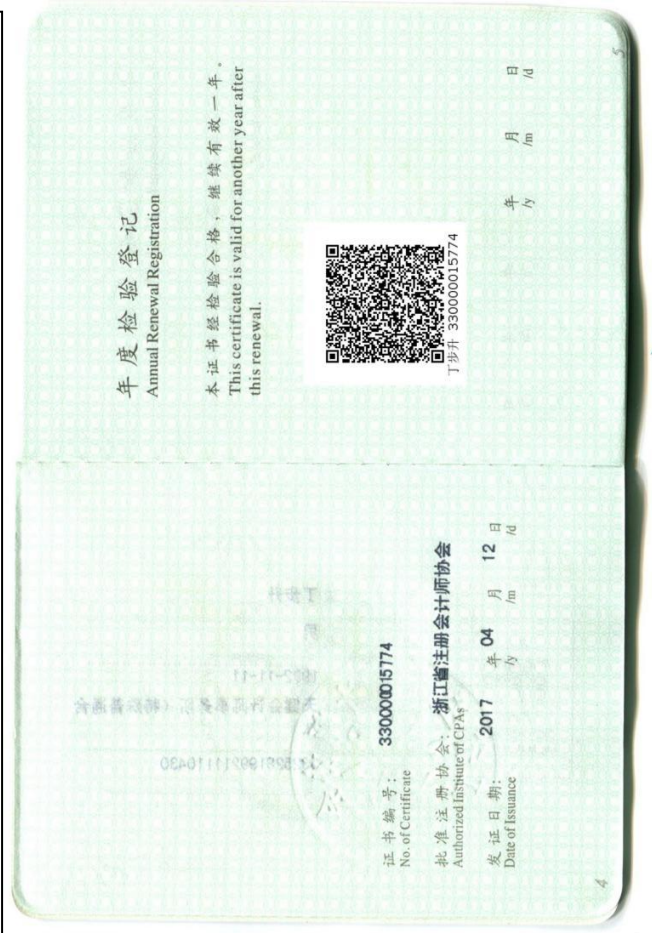 年度检验登记
Annual Renewal Registration
本证书经检验合格，继续有效一年。
This certificate is valid for another year after
this renewal.
丁步升 330000015774
年 月 日
/y /m /d
5
证书编号： 330000015774
No. of Certificate
批准注册协会： 浙江省注册会计师协会
Authorized Institute of CPAs
发证日期： 2017 年 04 月 12 日
Date of Issuance /y /m /d
4